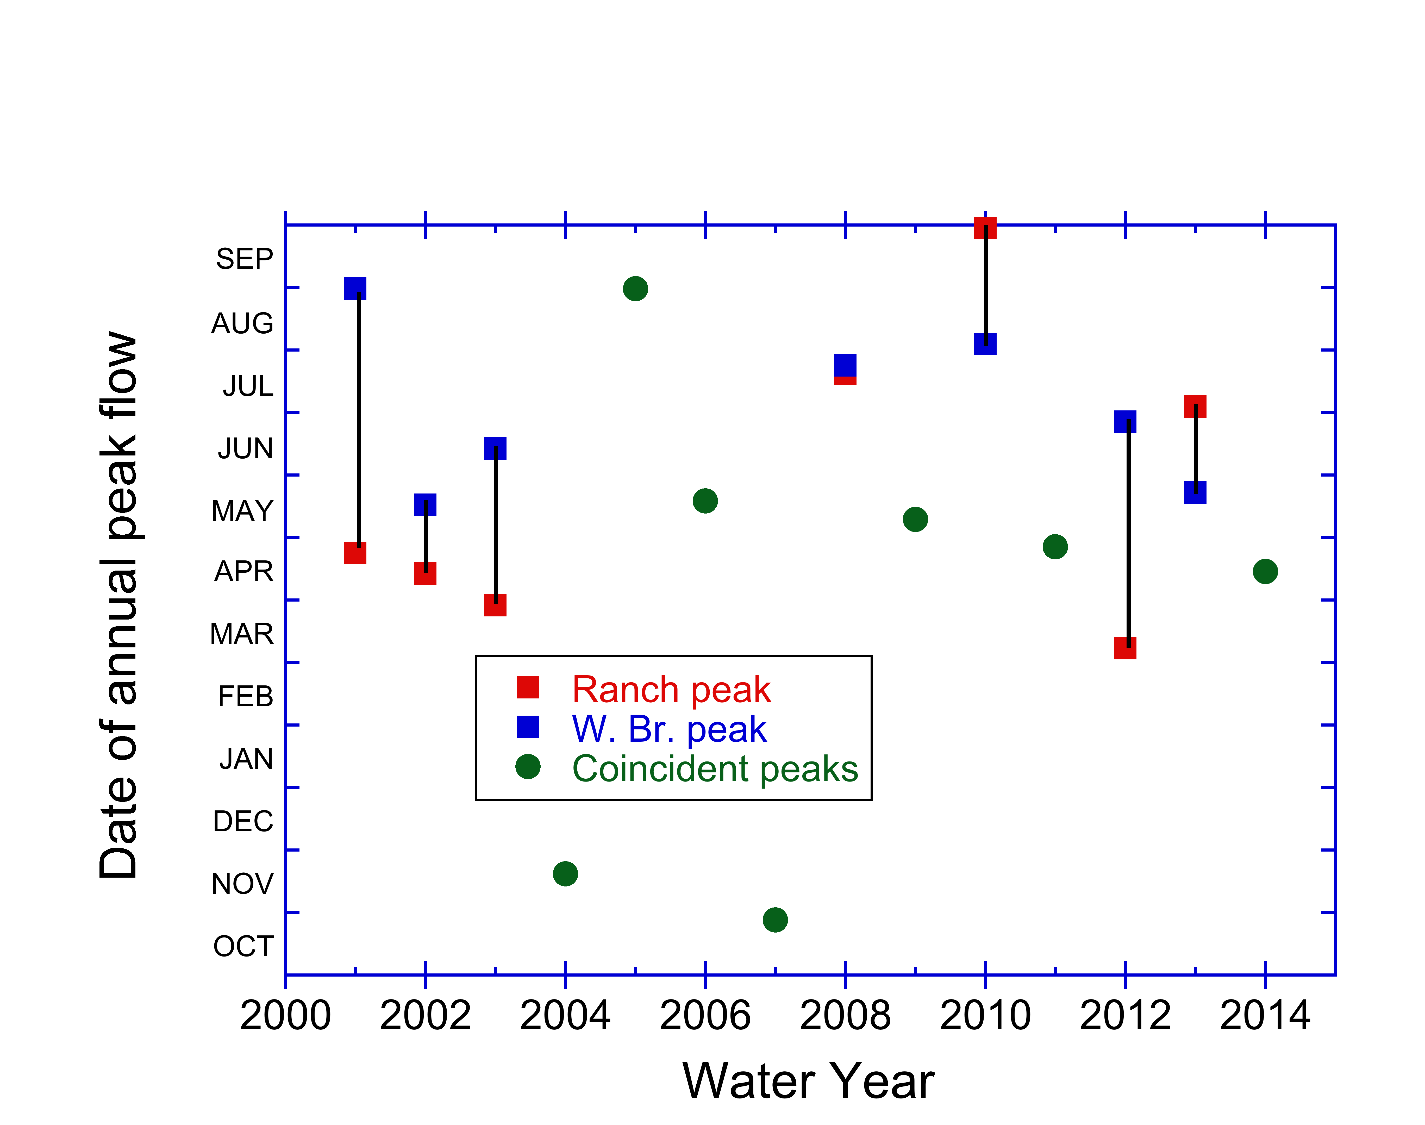 Date of annual peak flow
SEP
AUG
JUL
JUN
MAY
APR
MAR
FEB
JAN
DEC
NOV
OCT
Ranch peak
W. Br. peak
Coincident peaks
2000 2002 2004 2006 2008 2010 2012 2014
Water Year